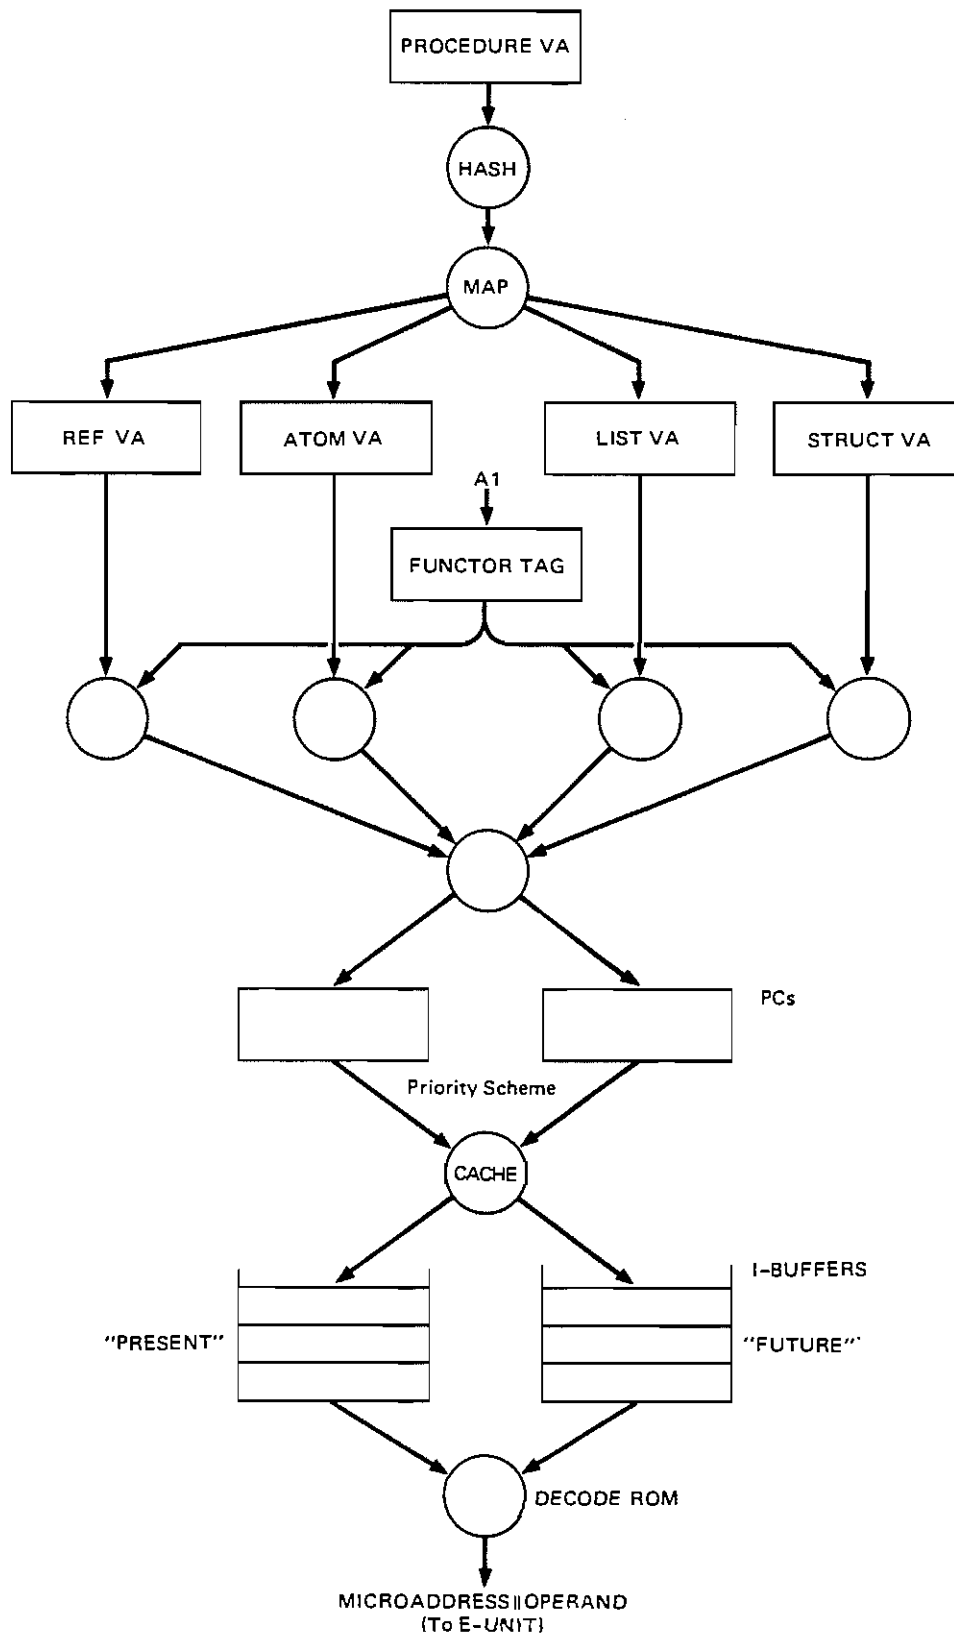 PROCEDURE VA
HASH
MAP
REF VA
ATOM VA
LIST VA
STRUCT VA
A1
FUNCTOR TAG
PCs
Priority Scheme
CACHE
I-BUFFERS
"PRESENT"
"FUTURE"
DECODE ROM
MICROADDRESS||OPERAND
(To E-UNIT)